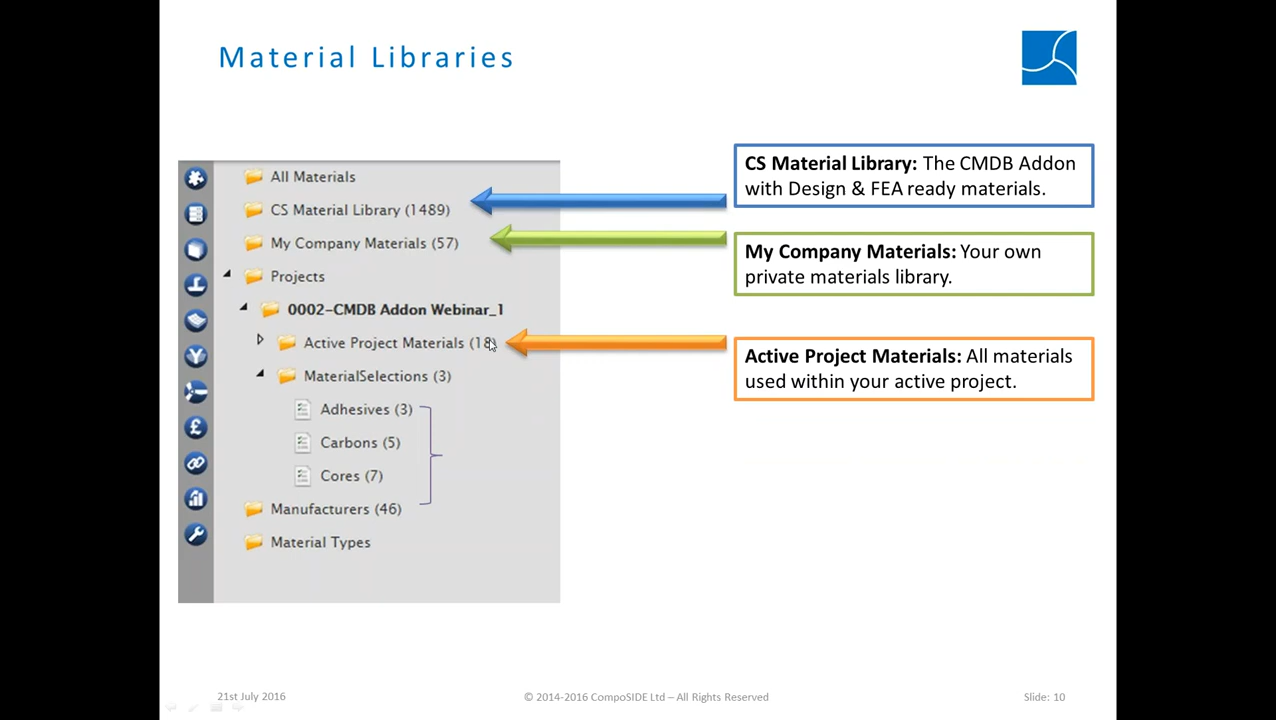 Material Libraries
All Materials
CS Material Library (1489)
My Company Materials (57)
Projects
0002-CMDB Addon Webinar_1
Active Project Materials (18)
MaterialSelections (3)
Adhesives (3)
Carbons (5)
Cores (7)
Manufacturers (46)
Material Types
CS Material Library: The CMDB Addon
with Design & FEA ready materials.
My Company Materials: Your own
private materials library.
Active Project Materials: All materials
used within your active project.
21st July 2016
© 2014-2016 CompoSIDE Ltd – All Rights Reserved
Slide: 10